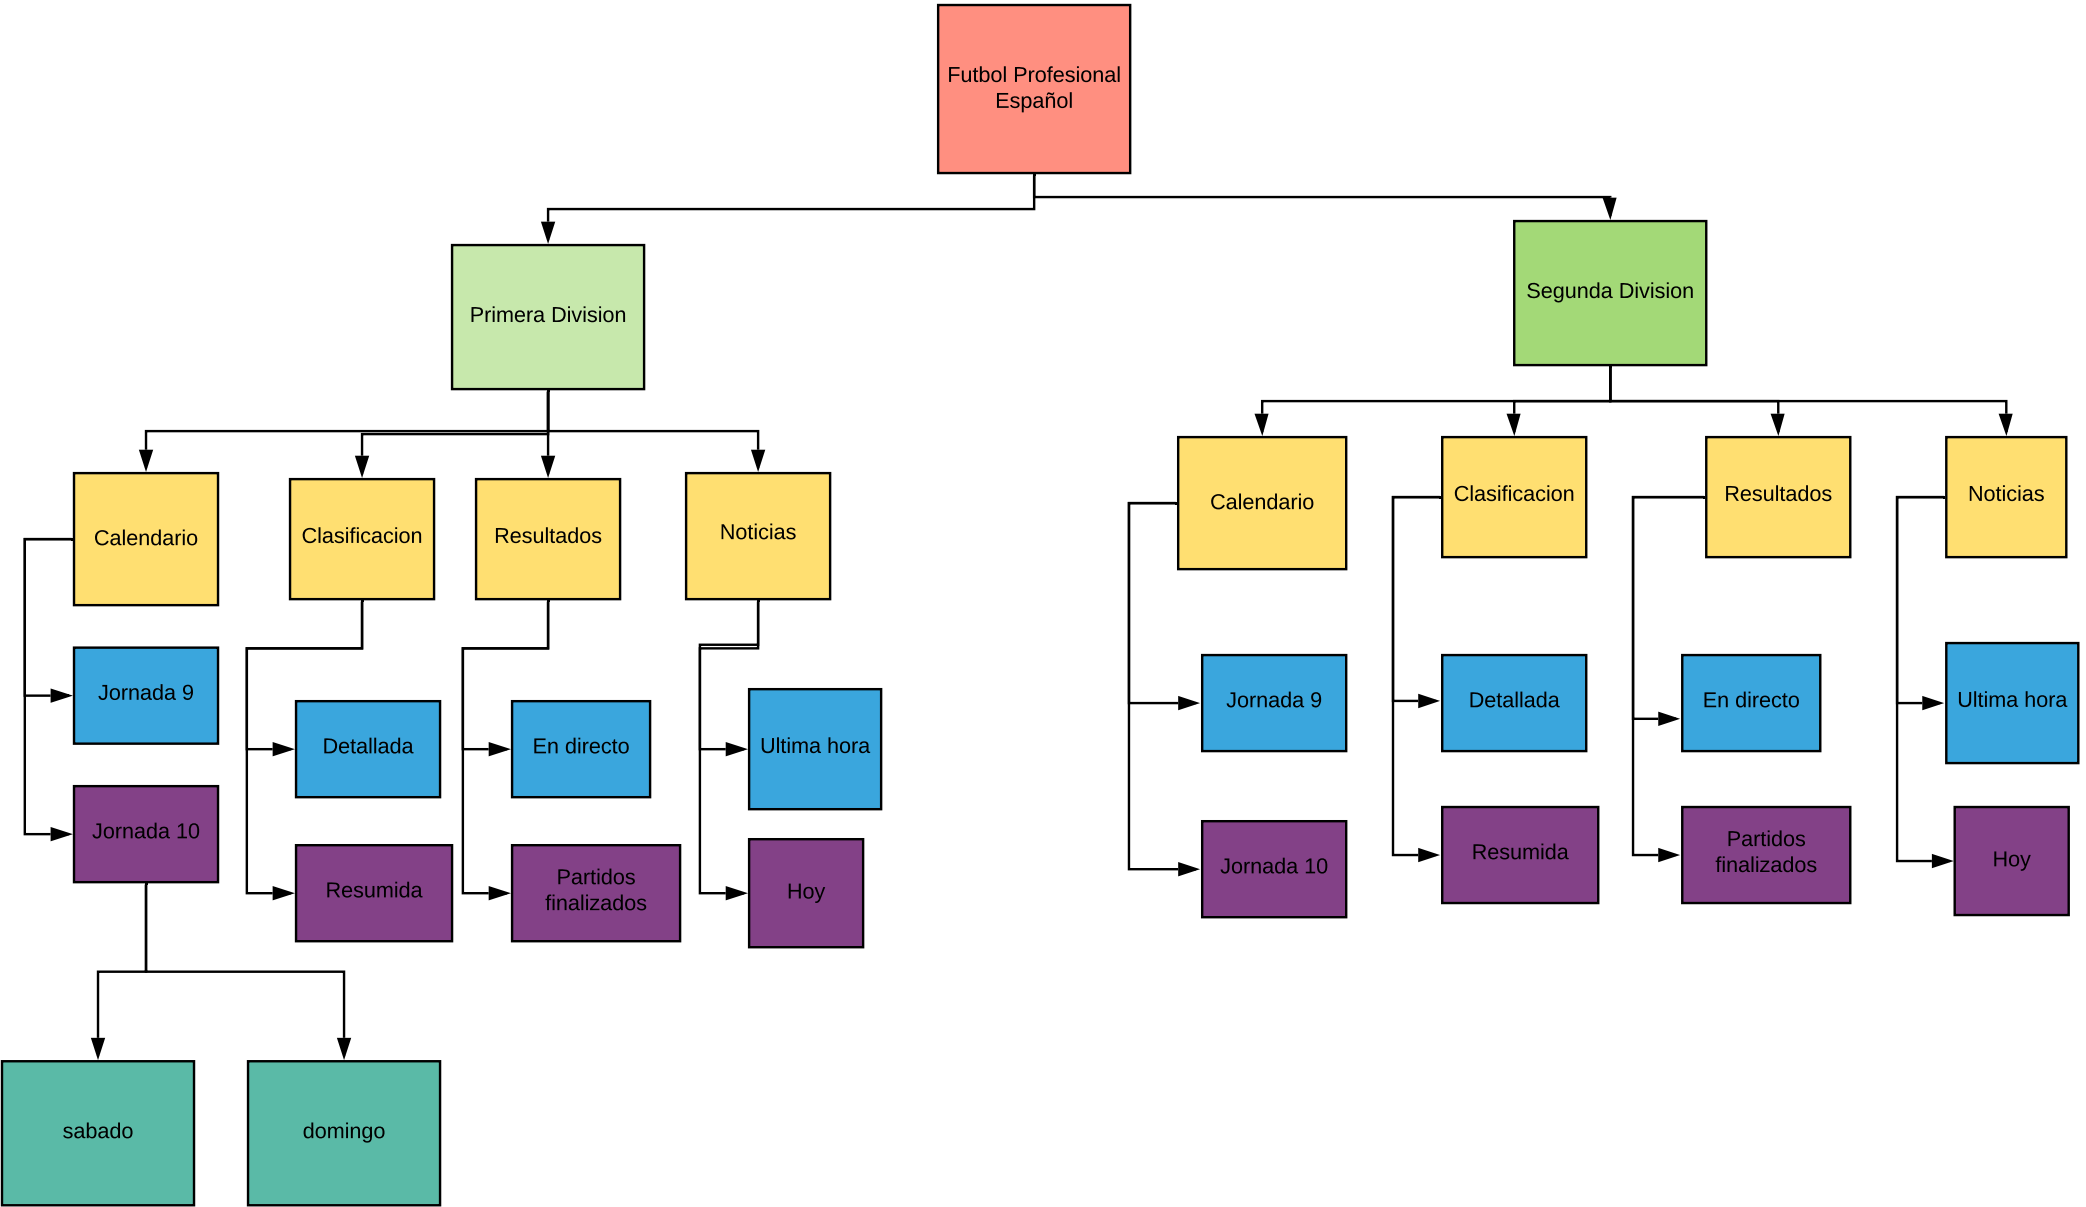 Futbol Profesional
Español
Primera Division
Segunda Division
Calendario
Clasificacion
Resultados
Noticias
Calendario
Clasificacion
Resultados
Noticias
Jornada 9
Detallada
En directo
Ultima hora
Jornada 9
Detallada
En directo
Ultima hora
Jornada 10
Resumida
Partidos
finalizados
Hoy
Jornada 10
Resumida
Partidos
finalizados
Hoy
sabado
domingo